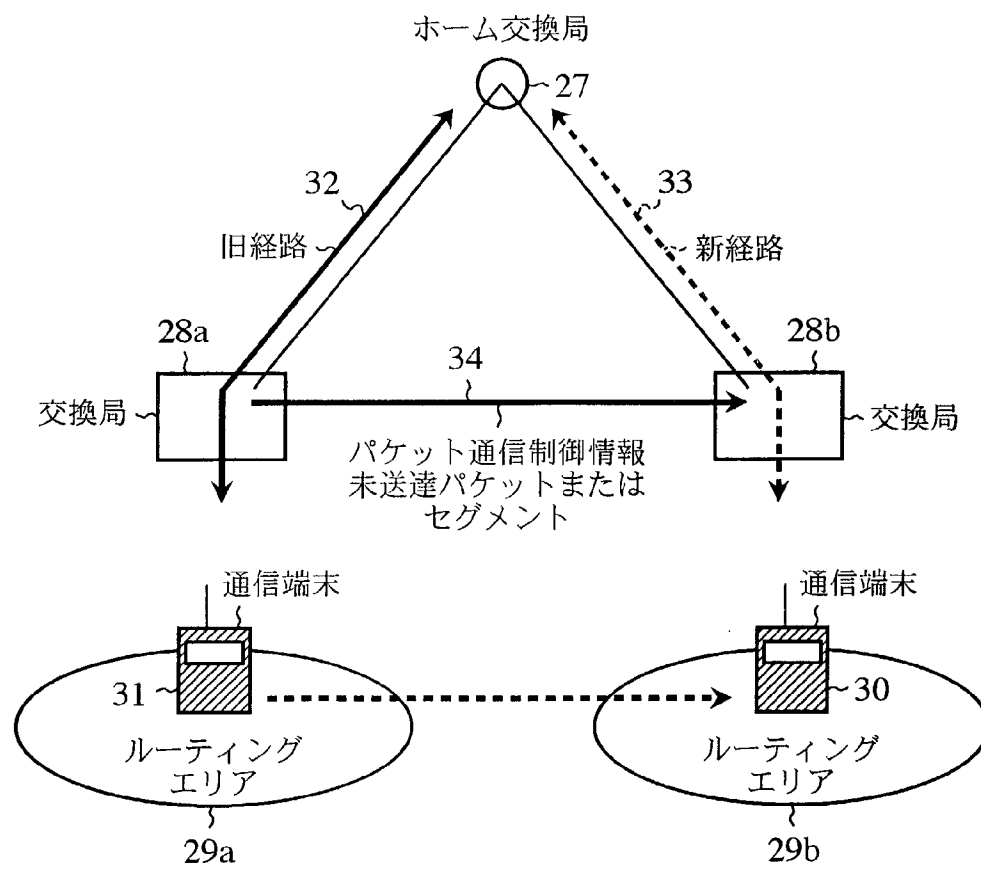 ホーム交換局
27
32
33
旧経路
新経路
28a
28b
34
交換局
交換局
パケット通信制御情報
未送達パケットまたは
セグメント
通信端末
通信端末
31
30
ルーティング
エリア
ルーティング
エリア
29a
29b